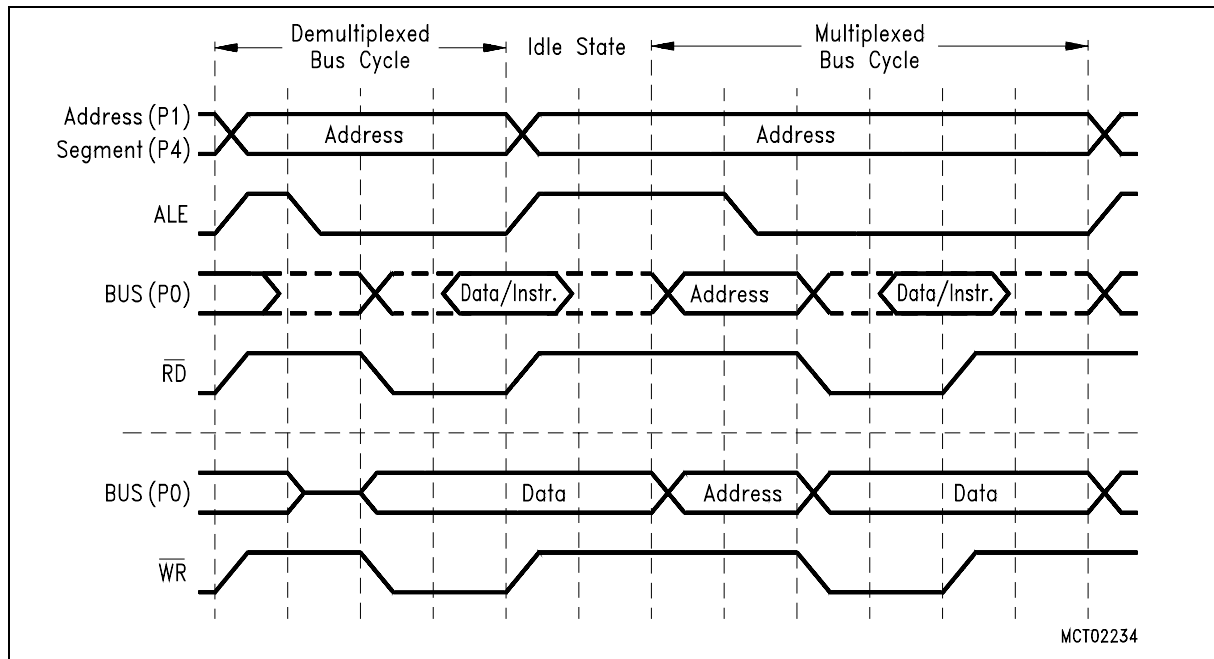 Demultiplexed
Bus Cycle
Idle State
Multiplexed
Bus Cycle
Address (P1)
Segment (P4)
Address
Address
ALE
BUS (P0)
Data/Instr.
Address
Data/Instr.
RD
BUS (P0)
Data
Address
Data
WR
MCT02234